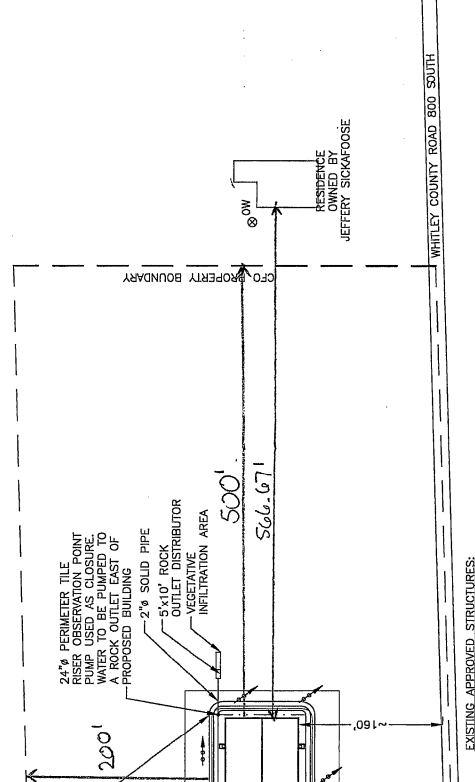 WHITLEY COUNTY ROAD 800 SOUTH
OW
RESIDENCE
OWNED BY
JEFFERY SICKAFOOSE
CFO PROPERTY BOUNDARY
500'
566.67'
24"ø PERIMETER TILE
RISER OBSERVATION POINT
PUMP USED AS CLOSURE.
WATER TO BE PUMPED TO
A ROCK OUTLET EAST OF
PROPOSED BUILDING
2"ø SOLID PIPE
5'x10' ROCK
OUTLET DISTRIBUTOR
VEGETATIVE
INFILTRATION AREA
200'
~160'
EXISTING APPROVED STRUCTURES: